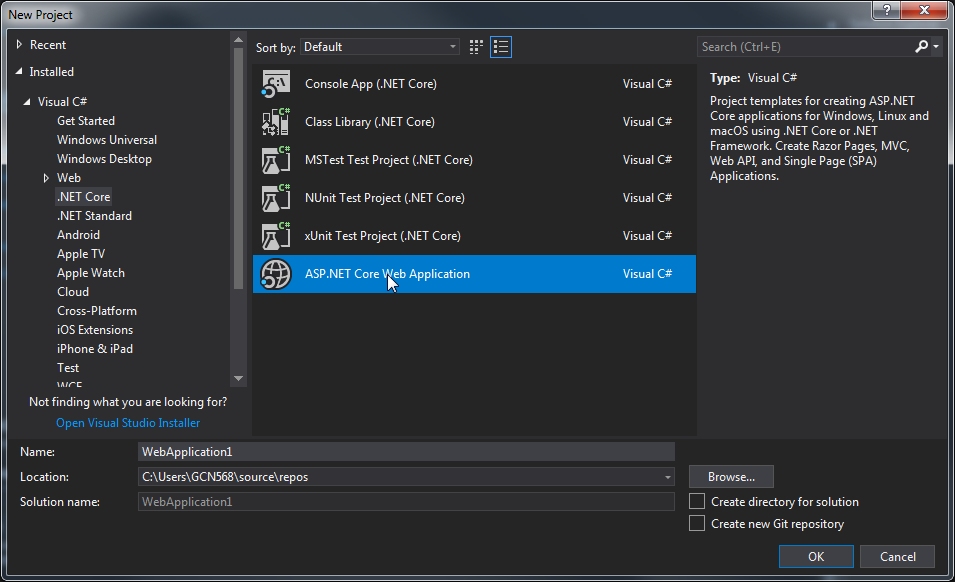 New Project
Recent
Installed
Visual C#
Get Started
Windows Universal
Windows Desktop
Web
.NET Core
.NET Standard
Android
Apple TV
Apple Watch
Cloud
Cross-Platform
iOS Extensions
iPhone & iPad
Test
WCF
Not finding what you are looking for?
Open Visual Studio Installer
Sort by: Default
Console App (.NET Core) Visual C#
Class Library (.NET Core) Visual C#
MSTest Test Project (.NET Core) Visual C#
NUnit Test Project (.NET Core) Visual C#
xUnit Test Project (.NET Core) Visual C#
ASP.NET Core Web Application Visual C#
Search (Ctrl+E)
Type: Visual C#
Project templates for creating ASP.NET
Core applications for Windows, Linux and
macOS using .NET Core or .NET
Framework. Create Razor Pages, MVC,
Web API, and Single Page (SPA)
Applications.
Name: WebApplication1
Location: C:\Users\GCN568\source\repos
Browse...
Solution name: WebApplication1
Create directory for solution
Create new Git repository
OK Cancel